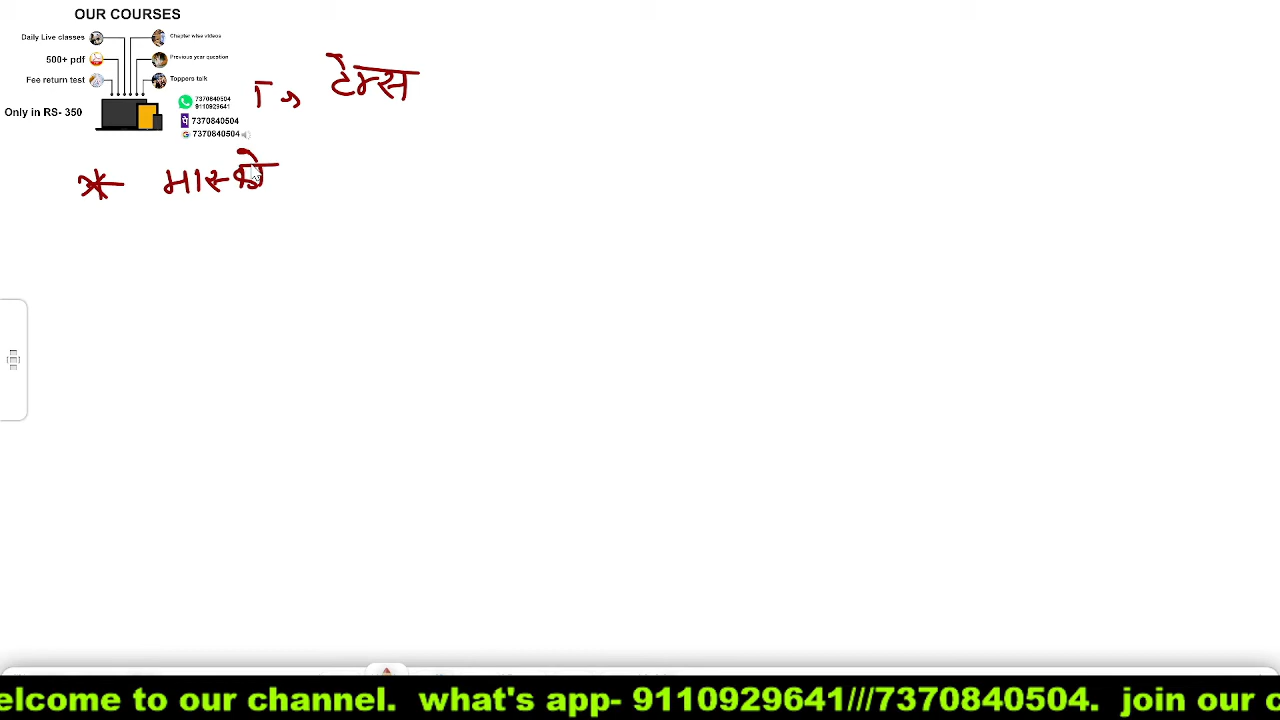 OUR COURSES
Daily Live classes
Chapter wise videos
500+ pdf
Previous year question
Fee return test
Toppers talk
Only in RS- 350
7370840504
9110929641
7370840504
7370840504
टेम्स
* मास्को
elcome to our channel. what's app- 9110929641///7370840504. join our c